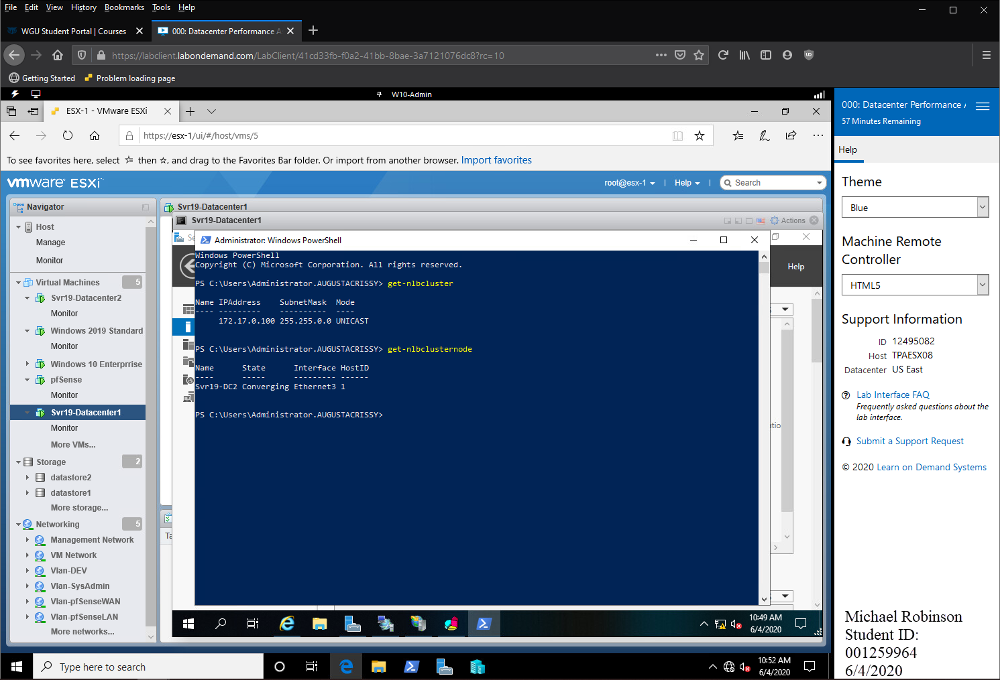 File Edit View History Bookmarks Tools Help
WGU Student Portal | Courses
000: Datacenter Performance A
https://labclient.labondemand.com/LabClient/41cd33fb-f0a2-41bb-8bae-3a7121076dc8?rc=10
Getting Started Problem loading page
W10-Admin
ESX-1 - VMware ESXi
https://esx-1/ui/#/host/vms/5
To see favorites here, select then ☆, and drag to the Favorites Bar folder. Or import from another browser. Import favorites
vmware ESXi
root@esx-1 | Help | Search
Navigator
Host
Manage
Monitor
Virtual Machines 5
Svr19-Datacenter2
Monitor
Windows 2019 Standard
Monitor
Windows 10 Enterprrise
pfSense
Monitor
Svr19-Datacenter1
Monitor
More VMs...
Storage 2
datastore2
datastore1
More storage...
Networking 5
Management Network
VM Network
Vlan-DEV
Vlan-SysAdmin
Vlan-pfSenseWAN
Vlan-pfSenseLAN
More networks...
Svr19-Datacenter1
Svr19-Datacenter1
Actions
Se
Administrator: Windows PowerShell
Help
Windows PowerShell
Copyright (C) Microsoft Corporation. All rights reserved.
PS C:\Users\Administrator.AUGUSTACRISSY> get-nlbcluster
Name IPAddress SubnetMask Mode
---- --------- ---------- ----
172.17.0.100 255.255.0.0 UNICAST
PS C:\Users\Administrator.AUGUSTACRISSY> get-nlbclusternode
Name State Interface HostID
---- ----- --------- ------
Svr19-DC2 Converging Ethernet3 1
PS C:\Users\Administrator.AUGUSTACRISSY>
atio
Ta
10:49 AM
6/4/2020
Type here to search
10:52 AM
6/4/2020
000: Datacenter Performance A
57 Minutes Remaining
Help
Theme
Blue
Machine Remote
Controller
HTML5
Support Information
ID 12495082
Host TPAESX08
Datacenter US East
Lab Interface FAQ
Frequently asked questions about the
lab interface.
Submit a Support Request
© 2020 Learn on Demand Systems
Michael Robinson
Student ID:
001259964
6/4/2020